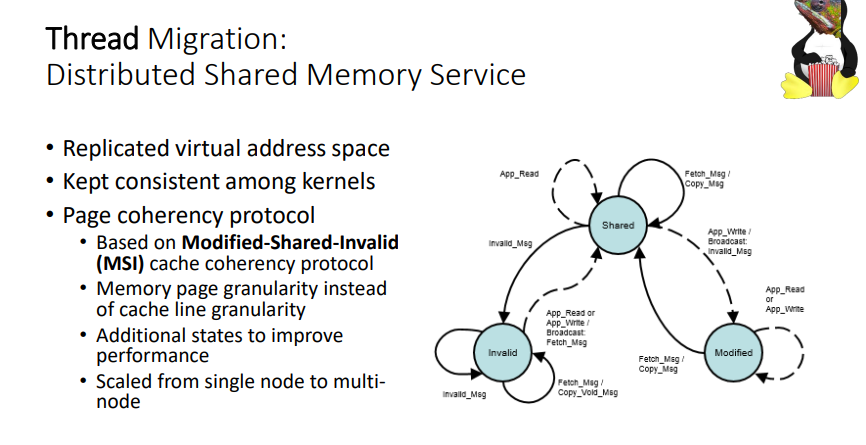 Thread Migration:
Distributed Shared Memory Service
• Replicated virtual address space
• Kept consistent among kernels
• Page coherency protocol
• Based on Modified-Shared-Invalid
(MSI) cache coherency protocol
• Memory page granularity instead
of cache line granularity
• Additional states to improve
performance
• Scaled from single node to multi-
node
App_Read
Fetch_Msg /
Copy_Msg
Shared
Invalid_Msg
App_Write /
Broadcast:
Invalid_Msg
App_Read or
App_Write /
Broadcast:
Fetch_Msg
App_Read
or
App_Write
Invalid
Modified
Fetch_Msg /
Copy_Msg
Invalid_Msg
Fetch_Msg /
Copy_Void_Msg